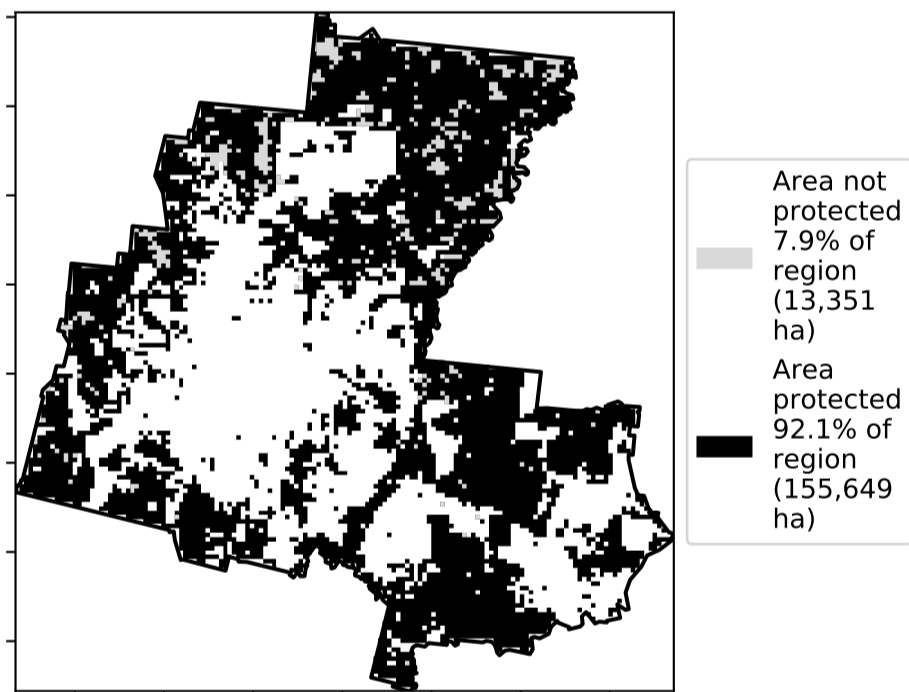 Area not
protected
7.9% of
region
(13,351
ha)
Area
protected
92.1% of
region
(155,649
ha)